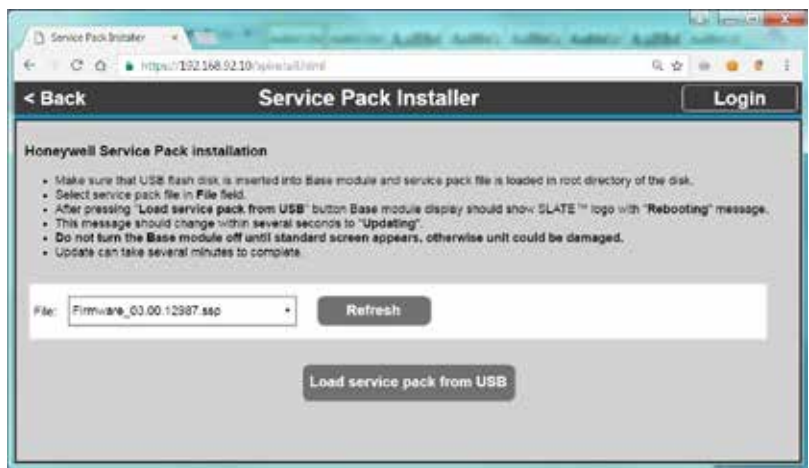 Service Pack Installer
https://192.168.92.10/
< Back
Service Pack Installer
Login
Honeywell Service Pack installation
• Make sure that USB flash disk is inserted into Base module and service pack file is loaded in root directory of the disk.
• Select service pack file in File field.
• After pressing "Load service pack from USB" button Base module display should show SLATE™ logo with "Rebooting" message.
• This message should change within several seconds to "Updating".
• Do not turn the Base module off until standard screen appears, otherwise unit could be damaged.
• Update can take several minutes to complete.
File: Firmware_03.00.12987.ssp Refresh
Load service pack from USB